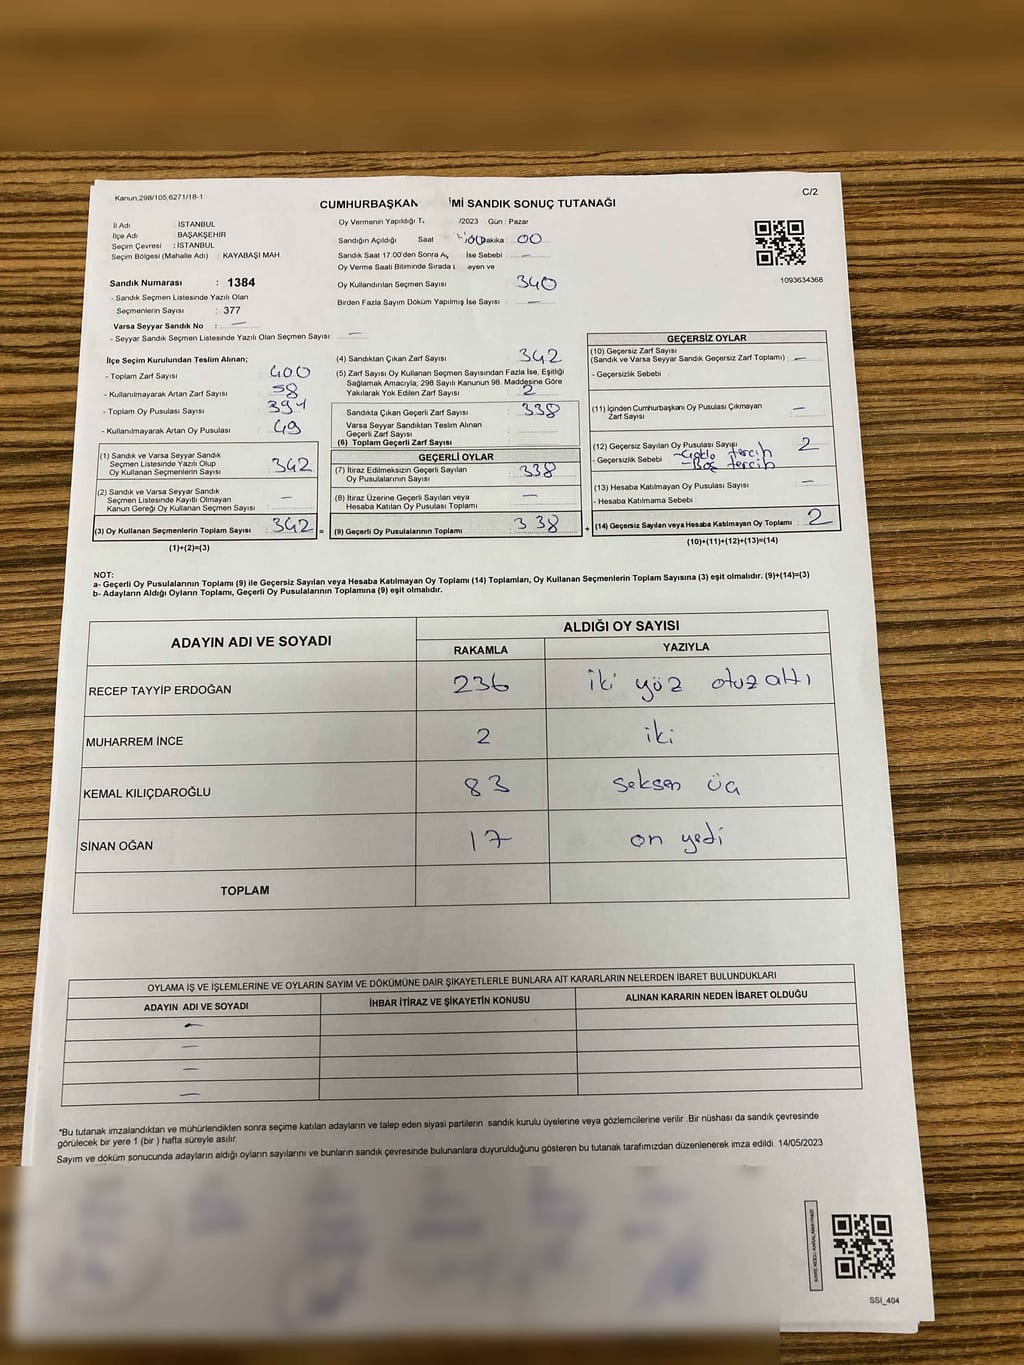 Kanun,298/105,6271/18-1
C/2
CUMHURBAŞKAN İMİ SANDIK SONUÇ TUTANAĞI
İl Adı : İSTANBUL
İlçe Adı : BAŞAKŞEHİR
Seçim Çevresi : İSTANBUL
Seçim Bölgesi (Mahalle Adı) : KAYABAŞI MAH.
Sandık Numarası : 1384
- Sandık Seçmen Listesinde Yazılı Olan
Seçmenlerin Sayısı : 377
Varsa Seyyar Sandık No : —
- Seyyar Sandık Seçmen Listesinde Yazılı Olan Seçmen Sayısı: —
Oy Vermenin Yapıldığı /2023 Gün : Pazar
Sandığın Açıldığı Saat Dakika : 00
Sandık Saat 17.00'den Sonra İse Sebebi : —
Oy Verme Saati Bitiminde Sırada eyen ve
Oy Kullandırılan Seçmen Sayısı 340
Birden Fazla Sayım Döküm Yapılmış İse Sayısı : —
1093634368
İlçe Seçim Kurulundan Teslim Alınan;
- Toplam Zarf Sayısı : 400
- Kullanılmayarak Artan Zarf Sayısı : 58
- Toplam Oy Pusulası Sayısı : 391
- Kullanılmayarak Artan Oy Pusulası : 49
(1) Sandık ve Varsa Seyyar Sandık
Seçmen Listesinde Yazılı Olup
Oy Kullanan Seçmenlerin Sayısı : 342
(2) Sandık ve Varsa Seyyar Sandık
Seçmen Listesinde Kayıtlı Olmayan
Kanun Gereği Oy Kullanan Seçmen Sayısı : —
(3) Oy Kullanan Seçmenlerin Toplam Sayısı : 342 =
(1)+(2)=(3)
(4) Sandıktan Çıkan Zarf Sayısı : 342
(5) Zarf Sayısı Oy Kullanan Seçmen Sayısından Fazla İse, Eşitliği
Sağlamak Amacıyla; 298 Sayılı Kanunun 98. Maddesine Göre
Yakılarak Yok Edilen Zarf Sayısı : 2
Sandıkta Çıkan Geçerli Zarf Sayısı : 338
Varsa Seyyar Sandıktan Teslim Alınan
Geçerli Zarf Sayısı
(6) Toplam Geçerli Zarf Sayısı :
GEÇERLİ OYLAR
(7) İtiraz Edilmeksizin Geçerli Sayılan
Oy Pusulalarının Sayısı : 338
(8) İtiraz Üzerine Geçerli Sayılan veya
Hesaba Katılan Oy Pusulası Toplamı : —
(9) Geçerli Oy Pusulalarının Toplamı : 338 +
GEÇERSİZ OYLAR
(10) Geçersiz Zarf Sayısı
(Sandık ve Varsa Seyyar Sandık Geçersiz Zarf Toplamı) : —
- Geçersizlik Sebebi :
(11) İçinden Cumhurbaşkanı Oy Pusulası Çıkmayan
Zarf Sayısı : —
(12) Geçersiz Sayılan Oy Pusulası Sayısı : 2
- Geçersizlik Sebebi : tercih
- Boş tercih
(13) Hesaba Katılmayan Oy Pusulası Sayısı : —
- Hesaba Katılmama Sebebi :
(14) Geçersiz Sayılan veya Hesaba Katılmayan Oy Toplamı : 2
(10)+(11)+(12)+(13)=(14)
NOT:
a- Geçerli Oy Pusulalarının Toplamı (9) ile Geçersiz Sayılan veya Hesaba Katılmayan Oy Toplamı (14) Toplamları, Oy Kullanan Seçmenlerin Toplam Sayısına (3) eşit olmalıdır. (9)+(14)=(3)
b- Adayların Aldığı Oyların Toplamı, Geçerli Oy Pusulalarının Toplamına (9) eşit olmalıdır.
ADAYIN ADI VE SOYADI
ALDIĞI OY SAYISI
RAKAMLA YAZIYLA
RECEP TAYYİP ERDOĞAN 236 iki yöz otuz altı
MUHARREM İNCE 2 iki
KEMAL KILIÇDAROĞLU 83 seksen üç
SİNAN OĞAN 17 on yedi
TOPLAM
OYLAMA İŞ VE İŞLEMLERİNE VE OYLARIN SAYIM VE DÖKÜMÜNE DAİR ŞİKAYETLERLE BUNLARA AİT KARARLARIN NELERDEN İBARET BULUNDUKLARI
ADAYIN ADI VE SOYADI İHBAR İTİRAZ VE ŞİKAYETİN KONUSU ALINAN KARARIN NEDEN İBARET OLDUĞU
—
—
—
—
*Bu tutanak imzalandıktan ve mühürlendikten sonra seçime katılan adayların ve talep eden siyasi partilerin sandık kurulu üyelerine veya gözlemcilerine verilir. Bir nüshası da sandık çevresinde
görülecek bir yere 1 (bir ) hafta süreyle asılır.
Sayım ve döküm sonucunda adayların aldığı oyların sayılarını ve bunların sandık çevresinde bulunanlara duyurulduğunu gösteren bu tutanak tarafımızdan düzenlenerek imza edildi. 14/05/2023
SSI_404